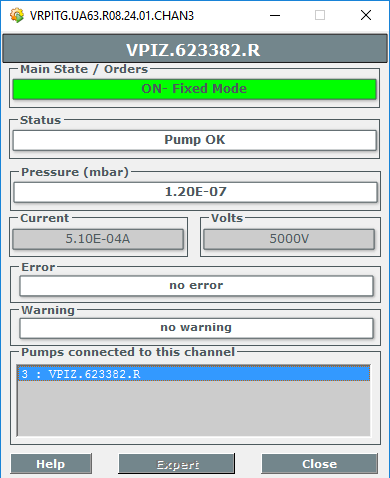 VRPITG.UA63.R08.24.01.CHAN3
VPIZ.623382.R
Main State / Orders
ON- Fixed Mode
Status
Pump OK
Pressure (mbar)
1.20E-07
Current
5.10E-04A
Volts
5000V
Error
no error
Warning
no warning
Pumps connected to this channel
3 : VPIZ.623382.R
Help
Expert
Close